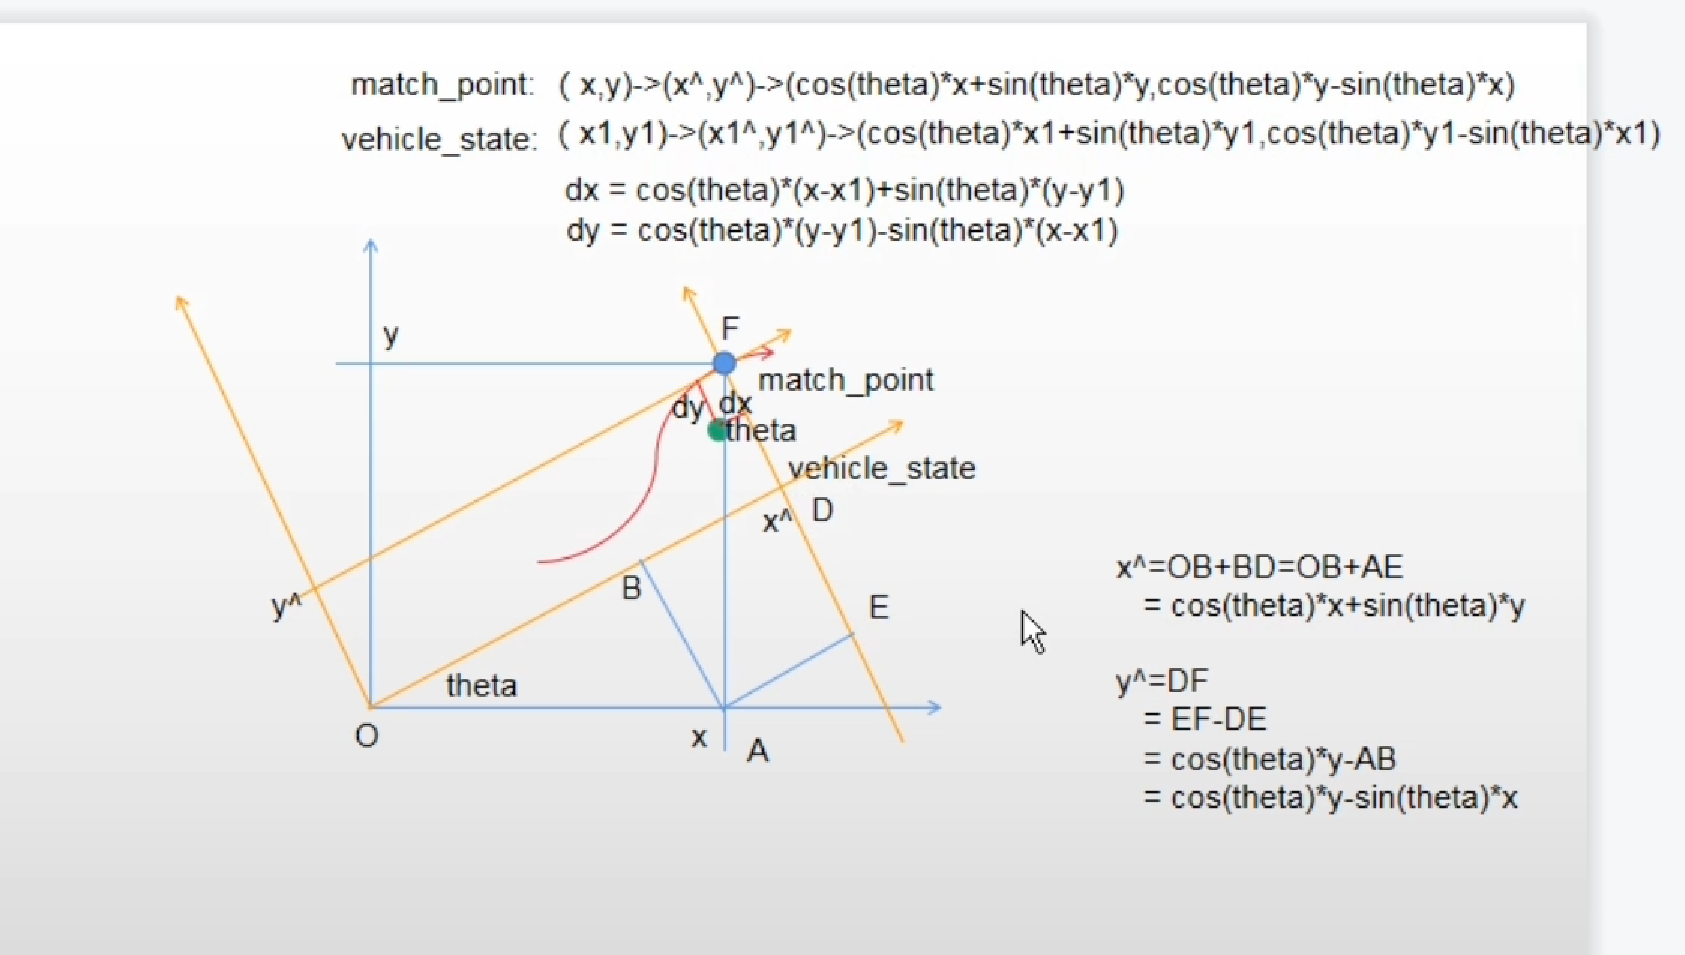 match_point: ( x,y)->(x^,y^)->(cos(theta)*x+sin(theta)*y,cos(theta)*y-sin(theta)*x)
vehicle_state: ( x1,y1)->(x1^,y1^)->(cos(theta)*x1+sin(theta)*y1,cos(theta)*y1-sin(theta)*x1)
dx = cos(theta)*(x-x1)+sin(theta)*(y-y1)
dy = cos(theta)*(y-y1)-sin(theta)*(x-x1)
y
F
match_point
dy dx
theta
vehicle_state
x^ D
B
y^
E
theta
O
x
A
x^=OB+BD=OB+AE
= cos(theta)*x+sin(theta)*y
y^=DF
= EF-DE
= cos(theta)*y-AB
= cos(theta)*y-sin(theta)*x